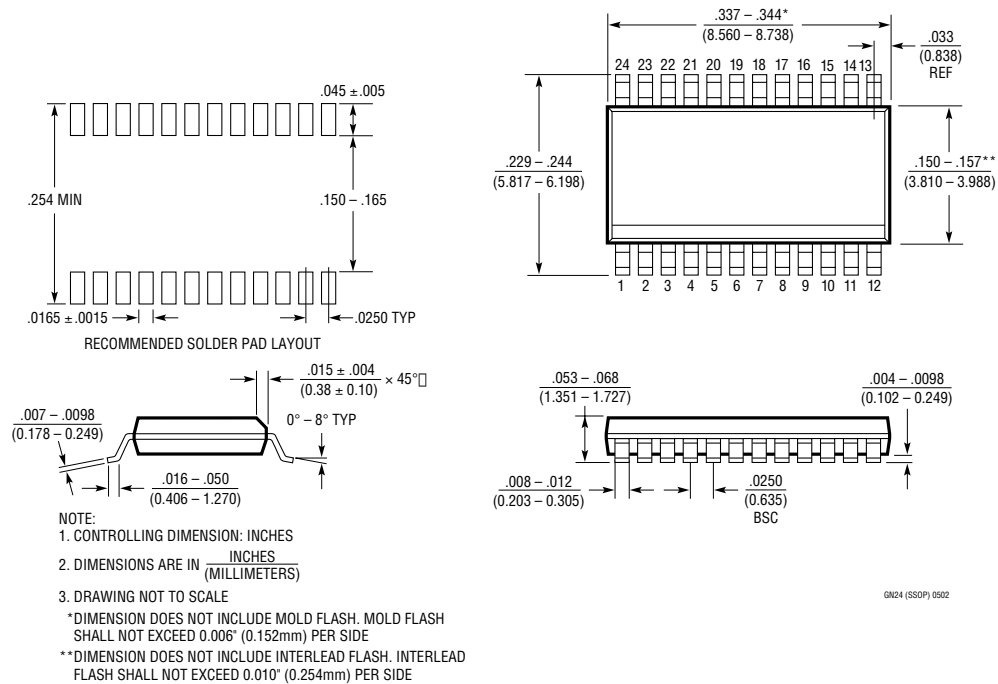 .045 ±.005
.254 MIN
.150 – .165
.0165 ±.0015
.0250 TYP
RECOMMENDED SOLDER PAD LAYOUT
.337 – .344*
(8.560 – 8.738)
.033
(0.838)
REF
24 23 22 21 20 19 18 17 16 15 14 13
.229 – .244
(5.817 – 6.198)
.150 – .157**
(3.810 – 3.988)
1 2 3 4 5 6 7 8 9 10 11 12
.015 ± .004
(0.38 ± 0.10)
× 45°□
.007 – .0098
(0.178 – 0.249)
0° – 8° TYP
.016 – .050
(0.406 – 1.270)
.053 – .068
(1.351 – 1.727)
.004 – .0098
(0.102 – 0.249)
.008 – .012
(0.203 – 0.305)
.0250
(0.635)
BSC
NOTE:
1. CONTROLLING DIMENSION: INCHES
2. DIMENSIONS ARE IN INCHES
(MILLIMETERS)
3. DRAWING NOT TO SCALE
*DIMENSION DOES NOT INCLUDE MOLD FLASH. MOLD FLASH
SHALL NOT EXCEED 0.006" (0.152mm) PER SIDE
**DIMENSION DOES NOT INCLUDE INTERLEAD FLASH. INTERLEAD
FLASH SHALL NOT EXCEED 0.010" (0.254mm) PER SIDE
GN24 (SSOP) 0502